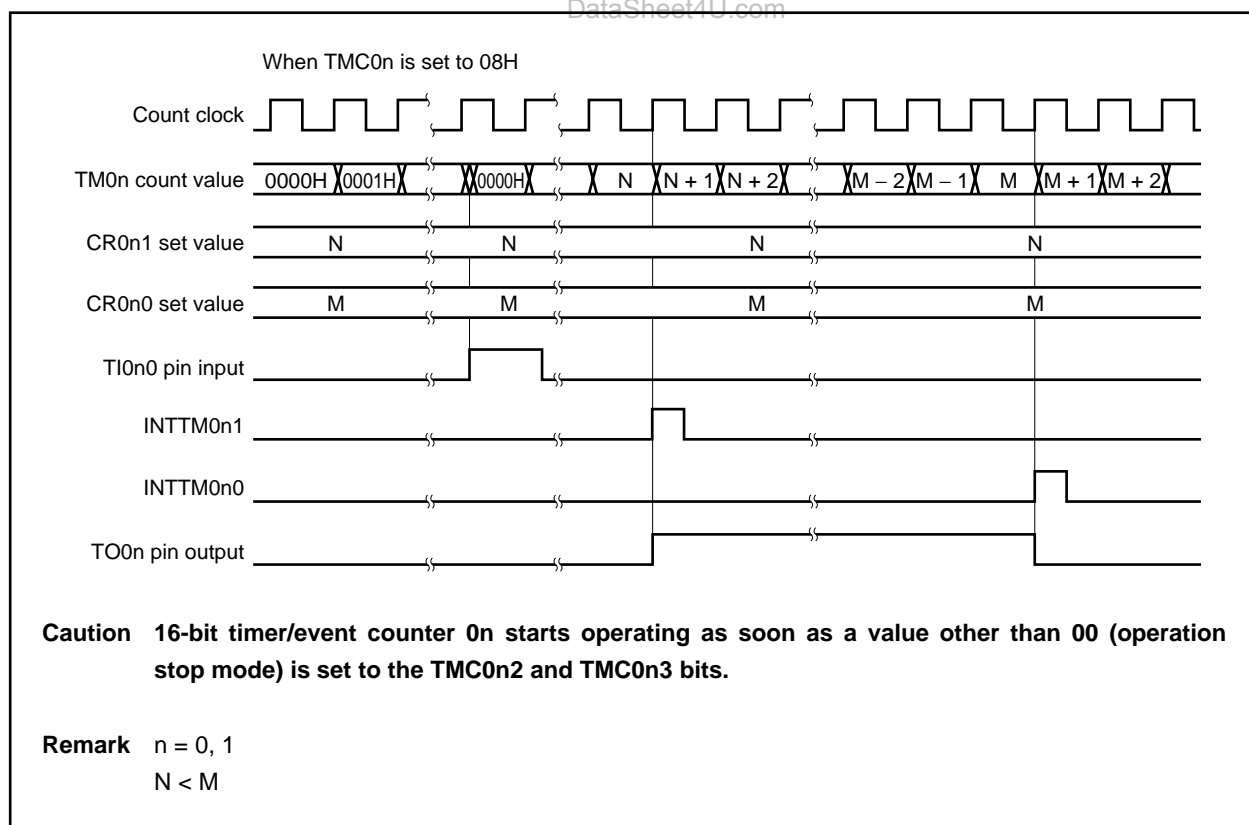 DataSheet4U.com
When TMC0n is set to 08H
Count clock
TM0n count value 0000H 0001H 0000H N N + 1 N + 2 M − 2 M − 1 M M + 1 M + 2
CR0n1 set value N N N N
CR0n0 set value M M M M
TI0n0 pin input
INTTM0n1
INTTM0n0
TO0n pin output
Caution 16-bit timer/event counter 0n starts operating as soon as a value other than 00 (operation
stop mode) is set to the TMC0n2 and TMC0n3 bits.
Remark n = 0, 1
N < M